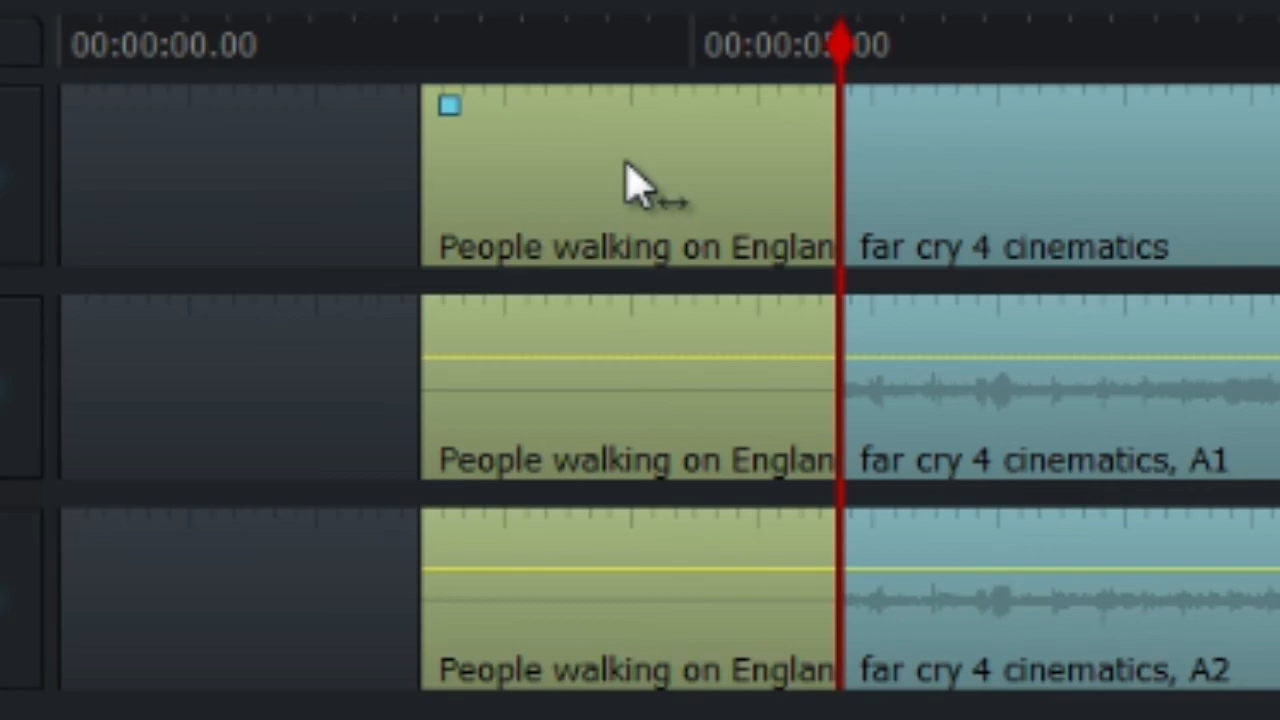 00:00:00.00
People walking on Englan far cry 4 cinematics
People walking on Englan far cry 4 cinematics, A1
People walking on Englan far cry 4 cinematics, A2